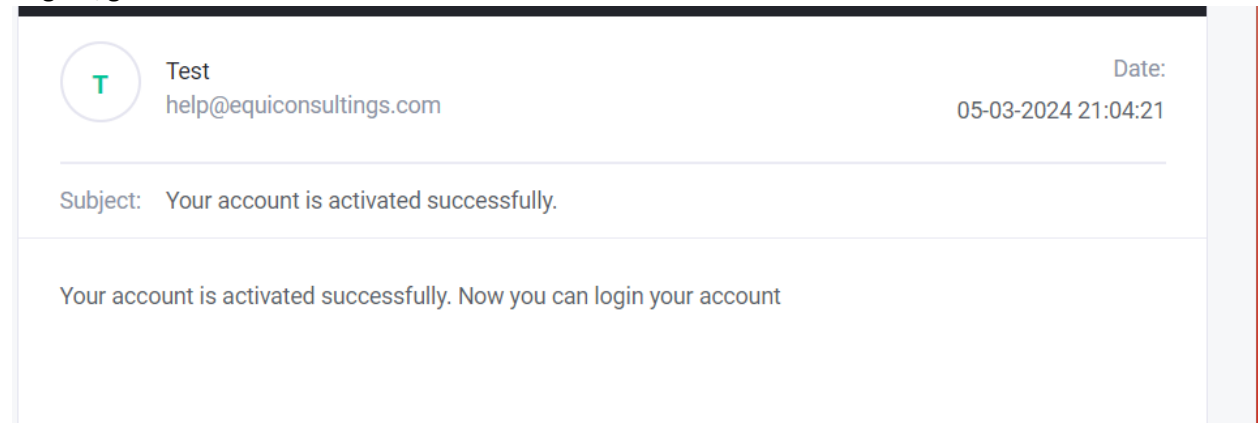 T
Test
help@equiconsultings.com
Date:
05-03-2024 21:04:21
Subject: Your account is activated successfully.
Your account is activated successfully. Now you can login your account